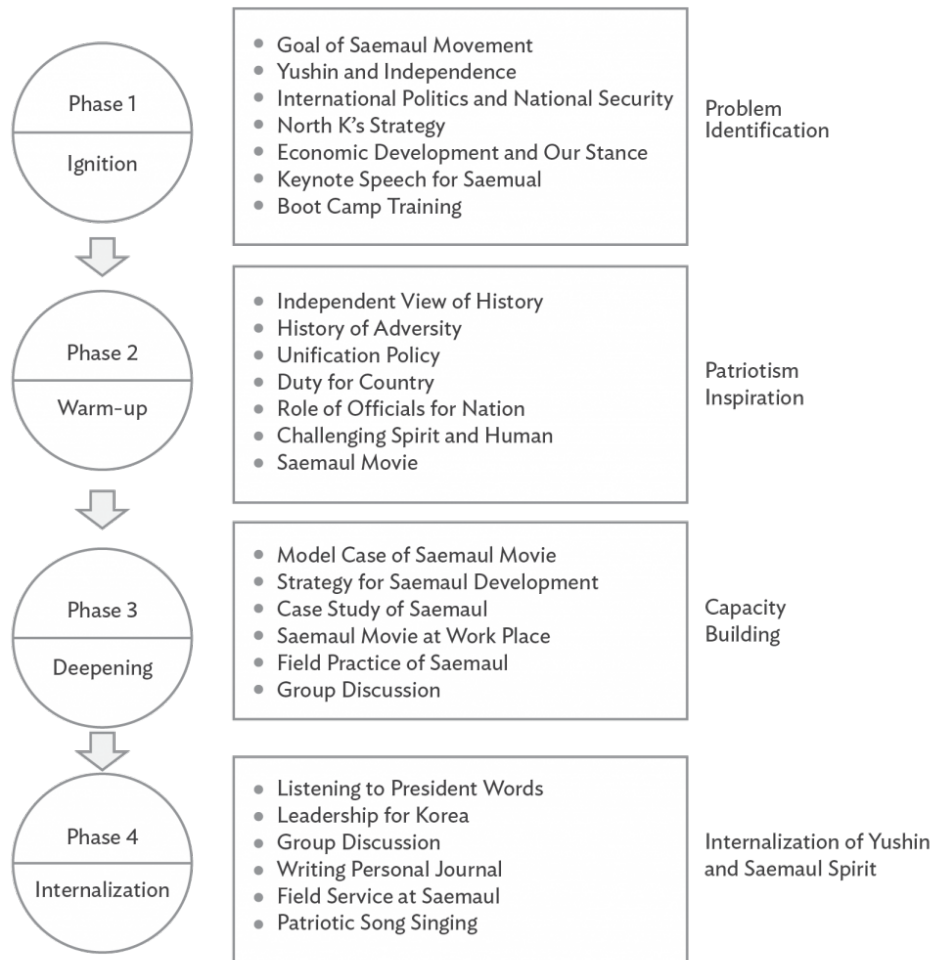 Phase 1
Ignition
Goal of Saemaul Movement
Yushin and Independence
International Politics and National Security
North K's Strategy
Economic Development and Our Stance
Keynote Speech for Saemual
Boot Camp Training
Problem
Identification
Phase 2
Warm-up
Independent View of History
History of Adversity
Unification Policy
Duty for Country
Role of Officials for Nation
Challenging Spirit and Human
Saemaul Movie
Patriotism
Inspiration
Phase 3
Deepening
Model Case of Saemaul Movie
Strategy for Saemaul Development
Case Study of Saemaul
Saemaul Movie at Work Place
Field Practice of Saemaul
Group Discussion
Capacity
Building
Phase 4
Internalization
Listening to President Words
Leadership for Korea
Group Discussion
Writing Personal Journal
Field Service at Saemaul
Patriotic Song Singing
Internalization of Yushin
and Saemaul Spirit